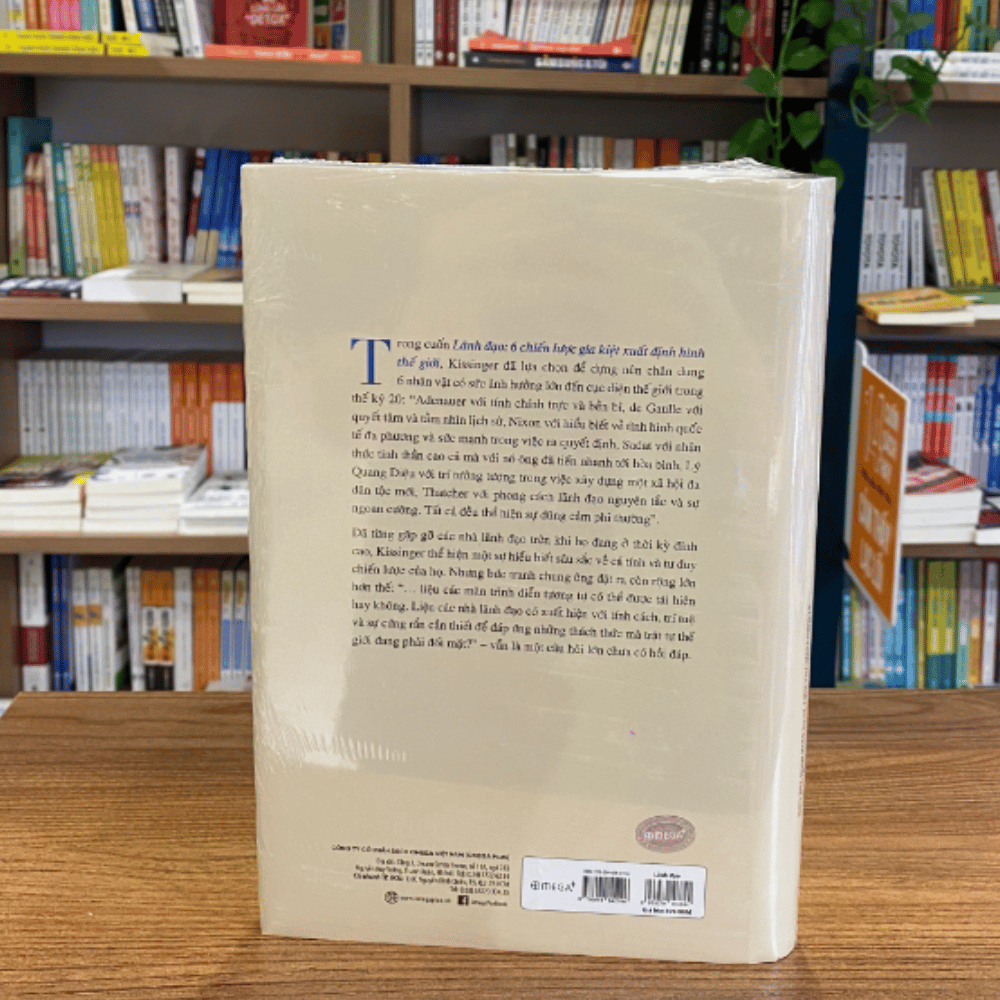 DETOX
Trong cuốn Lãnh đạo: 6 chiến lược gia kiệt xuất định hình
thế giới, Kissinger đã lựa chọn để dựng nên chân dung
6 nhân vật có sức ảnh hưởng lớn đến cục diện thế giới trong
thế kỷ 20: “Adenauer với tính chính trực và bền bỉ, de Gaulle với
quyết tâm và tầm nhìn lịch sử, Nixon với hiểu biết về tình hình quốc
tế đa phương và sức mạnh trong việc ra quyết định, Sadat với nhận
thức tinh thần cao cả mà với nó ông đã tiến nhanh tới hòa bình, Lý
Quang Diệu với trí tưởng tượng trong việc xây dựng một xã hội đa
dân tộc mới, Thatcher với phong cách lãnh đạo nguyên tắc và sự
ngoan cường. Tất cả đều thể hiện sự dũng cảm phi thường”.
Đã từng gặp gỡ các nhà lãnh đạo trên khi họ đang ở thời kỳ đỉnh
cao, Kissinger thể hiện một sự hiểu biết sâu sắc về cá tính và tư duy
chiến lược của họ. Nhưng bức tranh chung ông đặt ra còn rộng lớn
hơn thế: “... liệu các màn trình diễn tương tự có thể được tái hiện
hay không. Liệu các nhà lãnh đạo có xuất hiện với tính cách, trí tuệ
và sự cứng rắn cần thiết để đáp ứng những thách thức mà trật tự thế
giới đang phải đối mặt?” – vẫn là một câu hỏi lớn chưa có hồi đáp.
OMEGA+
OMEGA+
Lãnh đạo